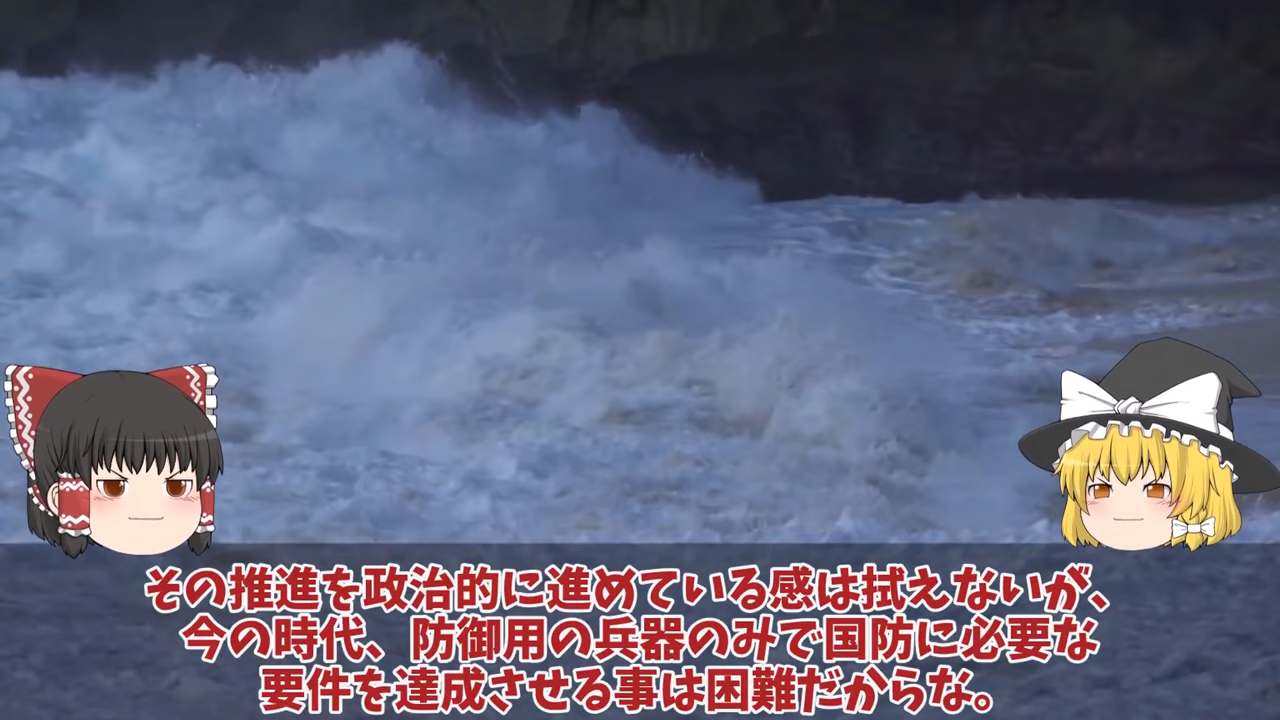 その推進を政治的に進めている感は拭えないが、
今の時代、防御用の兵器のみで国防に必要な
要件を達成させる事は困難だからな。